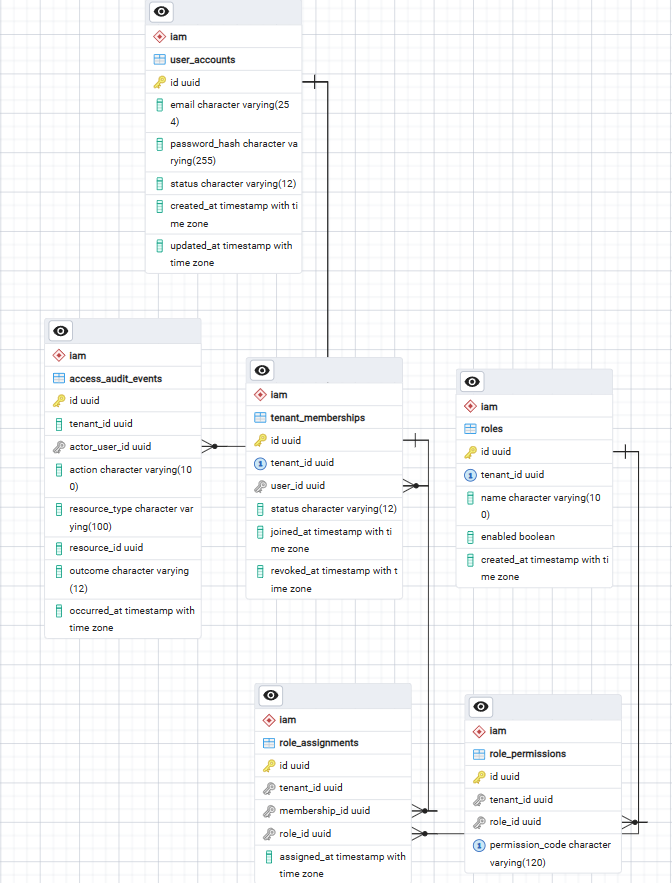 iam
user_accounts
id uuid
email character varying(25
4)
password_hash character va
rying(255)
status character varying(12)
created_at timestamp with ti
me zone
updated_at timestamp with
time zone
iam
access_audit_events
id uuid
tenant_id uuid
actor_user_id uuid
action character varying(10
0)
resource_type character var
ying(100)
resource_id uuid
outcome character varying
(12)
occurred_at timestamp with
time zone
iam
tenant_memberships
id uuid
1 tenant_id uuid
user_id uuid
status character varying(12)
joined_at timestamp with ti
me zone
revoked_at timestamp with t
ime zone
iam
roles
id uuid
1 tenant_id uuid
name character varying(10
0)
enabled boolean
created_at timestamp with ti
me zone
iam
role_assignments
id uuid
tenant_id uuid
membership_id uuid
role_id uuid
assigned_at timestamp with
time zone
iam
role_permissions
id uuid
tenant_id uuid
role_id uuid
1 permission_code character
varying(120)